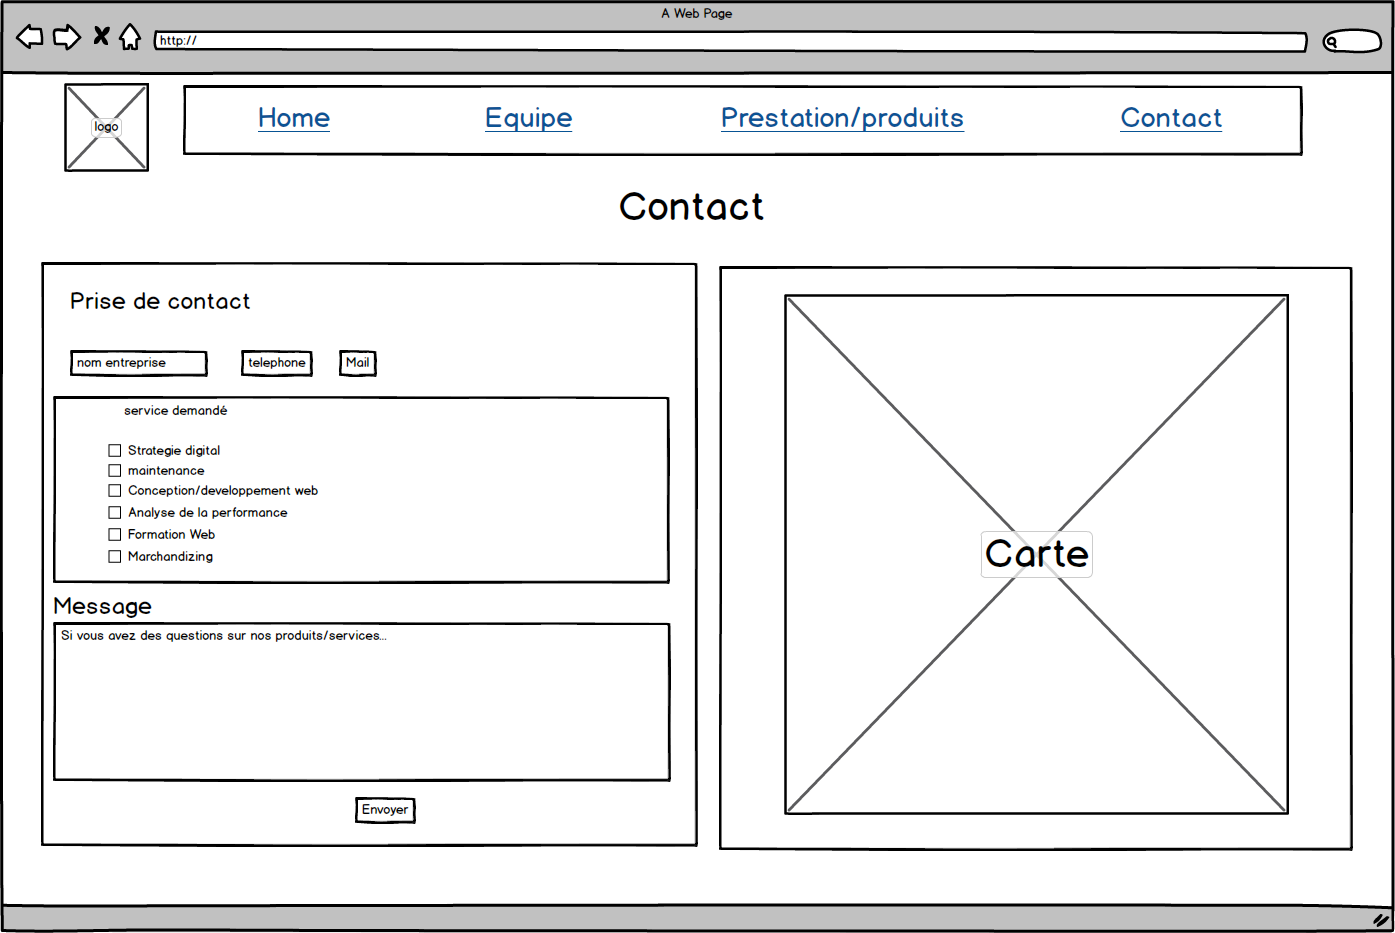 A Web Page
http://
logo
Home Equipe Prestation/produits Contact
Contact
Prise de contact
nom entreprise telephone Mail
service demandé
Strategie digital
maintenance
Conception/developpement web
Analyse de la performance
Formation Web
Marchandizing
Message
Si vous avez des questions sur nos produits/services...
Envoyer
Carte